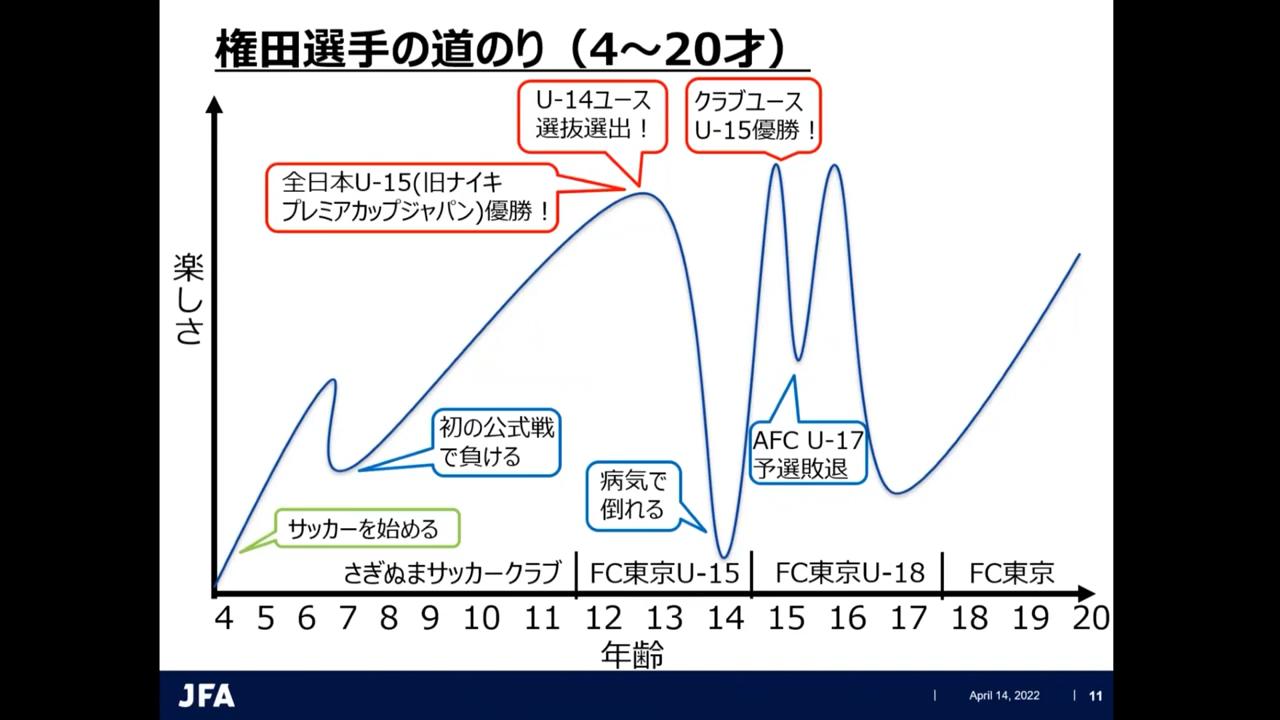 権田選手の道のり（4～20才）
U-14ユース
選抜選出！
クラブユース
U-15優勝！
全日本U-15(旧ナイキ
プレミアカップジャパン)優勝！
楽しさ
初の公式戦
で負ける
AFC U-17
予選敗退
病気で
倒れる
サッカーを始める
さぎぬまサッカークラブ
FC東京U-15
FC東京U-18
FC東京
4 5 6 7 8 9 10 11 12 13 14 15 16 17 18 19 20
年齢
JFA
April 14, 2022
11